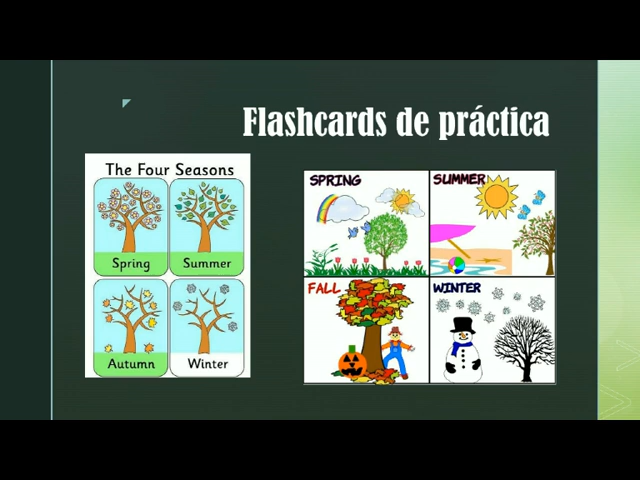 Flashcards de práctica
The Four Seasons
Spring
Summer
Autumn
Winter
SPRING
SUMMER
FALL
WINTER